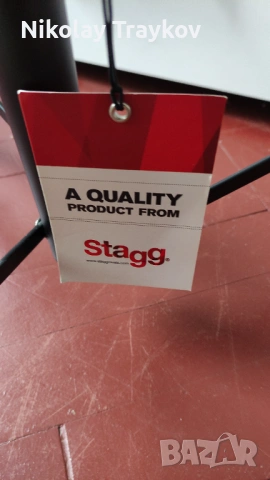 Nikolay Traykov
A QUALITY
PRODUCT FROM
Stagg®
BAZAR